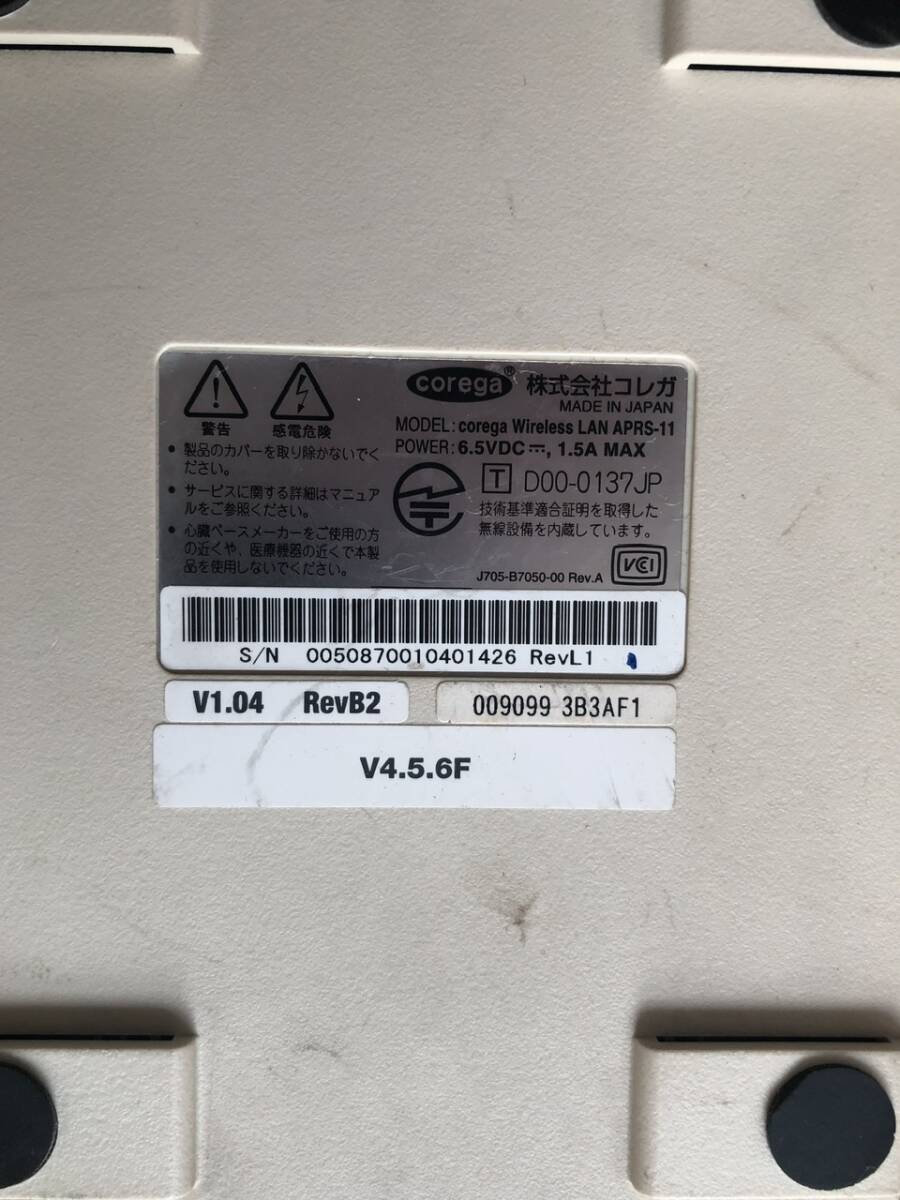 警告
感電危険
• 製品のカバーを取り除かないでく
ださい。
• サービスに関する詳細はマニュア
ルをご参照ください。
• 心臓ペースメーカーをご使用の方
の近くや、医療機器の近くで本製
品を使用しないでください。
corega® 株式会社コレガ
MADE IN JAPAN
MODEL: corega Wireless LAN APRS-11
POWER: 6.5VDC⎓, 1.5A MAX
T D00-0137JP
技術基準適合証明を取得した
無線設備を内蔵しています。
J705-B7050-00 Rev.A
VCI
S/N 0050870010401426 RevL1
V1.04 RevB2
009099 3B3AF1
V4.5.6F